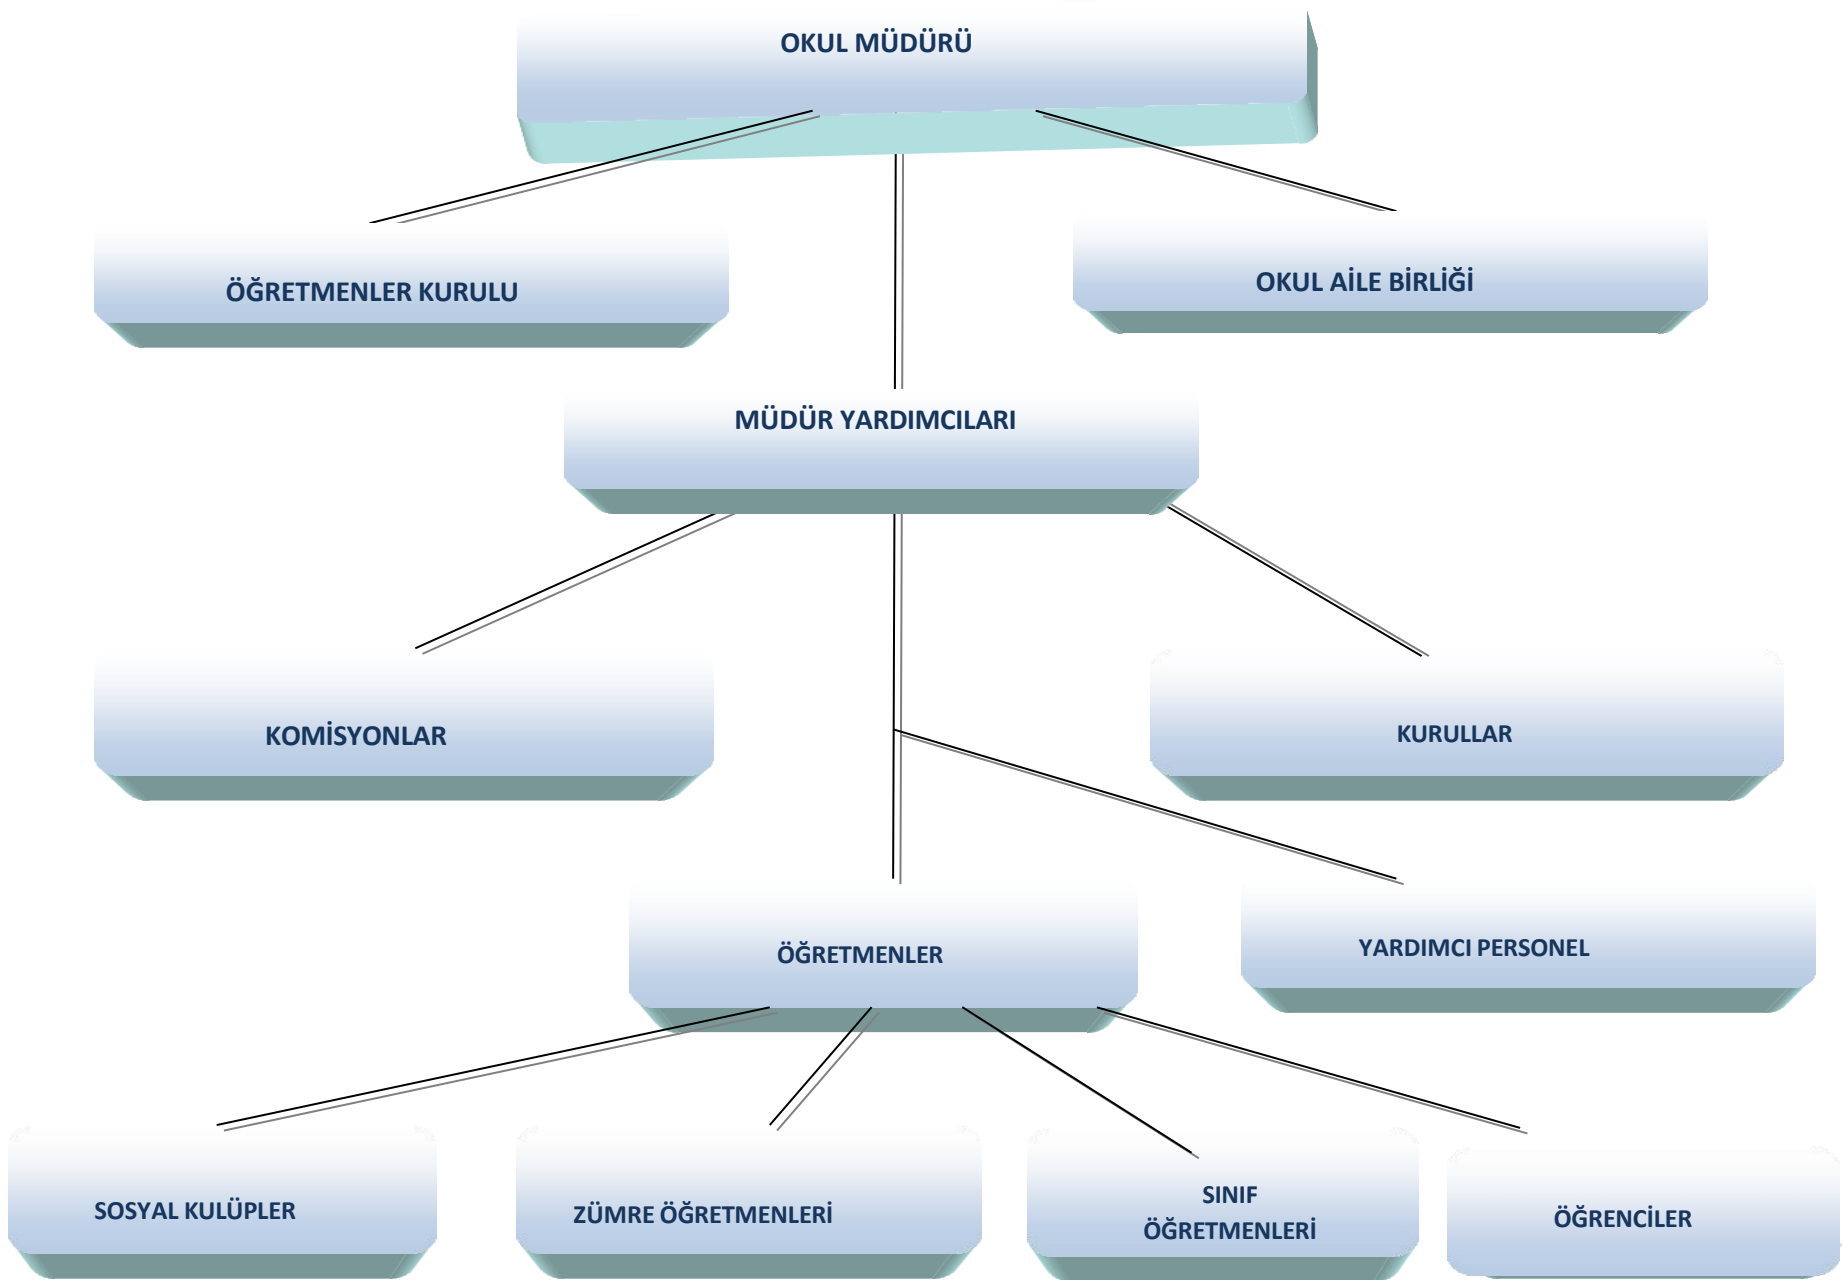 OKUL MÜDÜRÜ
ÖĞRETMENLER KURULU
OKUL AİLE BİRLİĞİ
MÜDÜR YARDIMCILARI
KOMİSYONLAR
KURULLAR
ÖĞRETMENLER
YARDIMCI PERSONEL
SOSYAL KULÜPLER
ZÜMRE ÖĞRETMENLERİ
SINIF
ÖĞRETMENLERİ
ÖĞRENCİLER